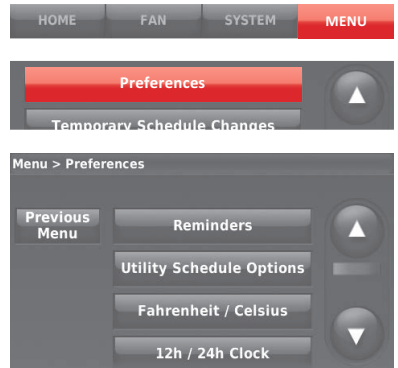 HOME FAN SYSTEM MENU
Preferences
Temporary Schedule Changes
Menu > Preferences
Previous
Menu
Reminders
Utility Schedule Options
Fahrenheit / Celsius
12h / 24h Clock